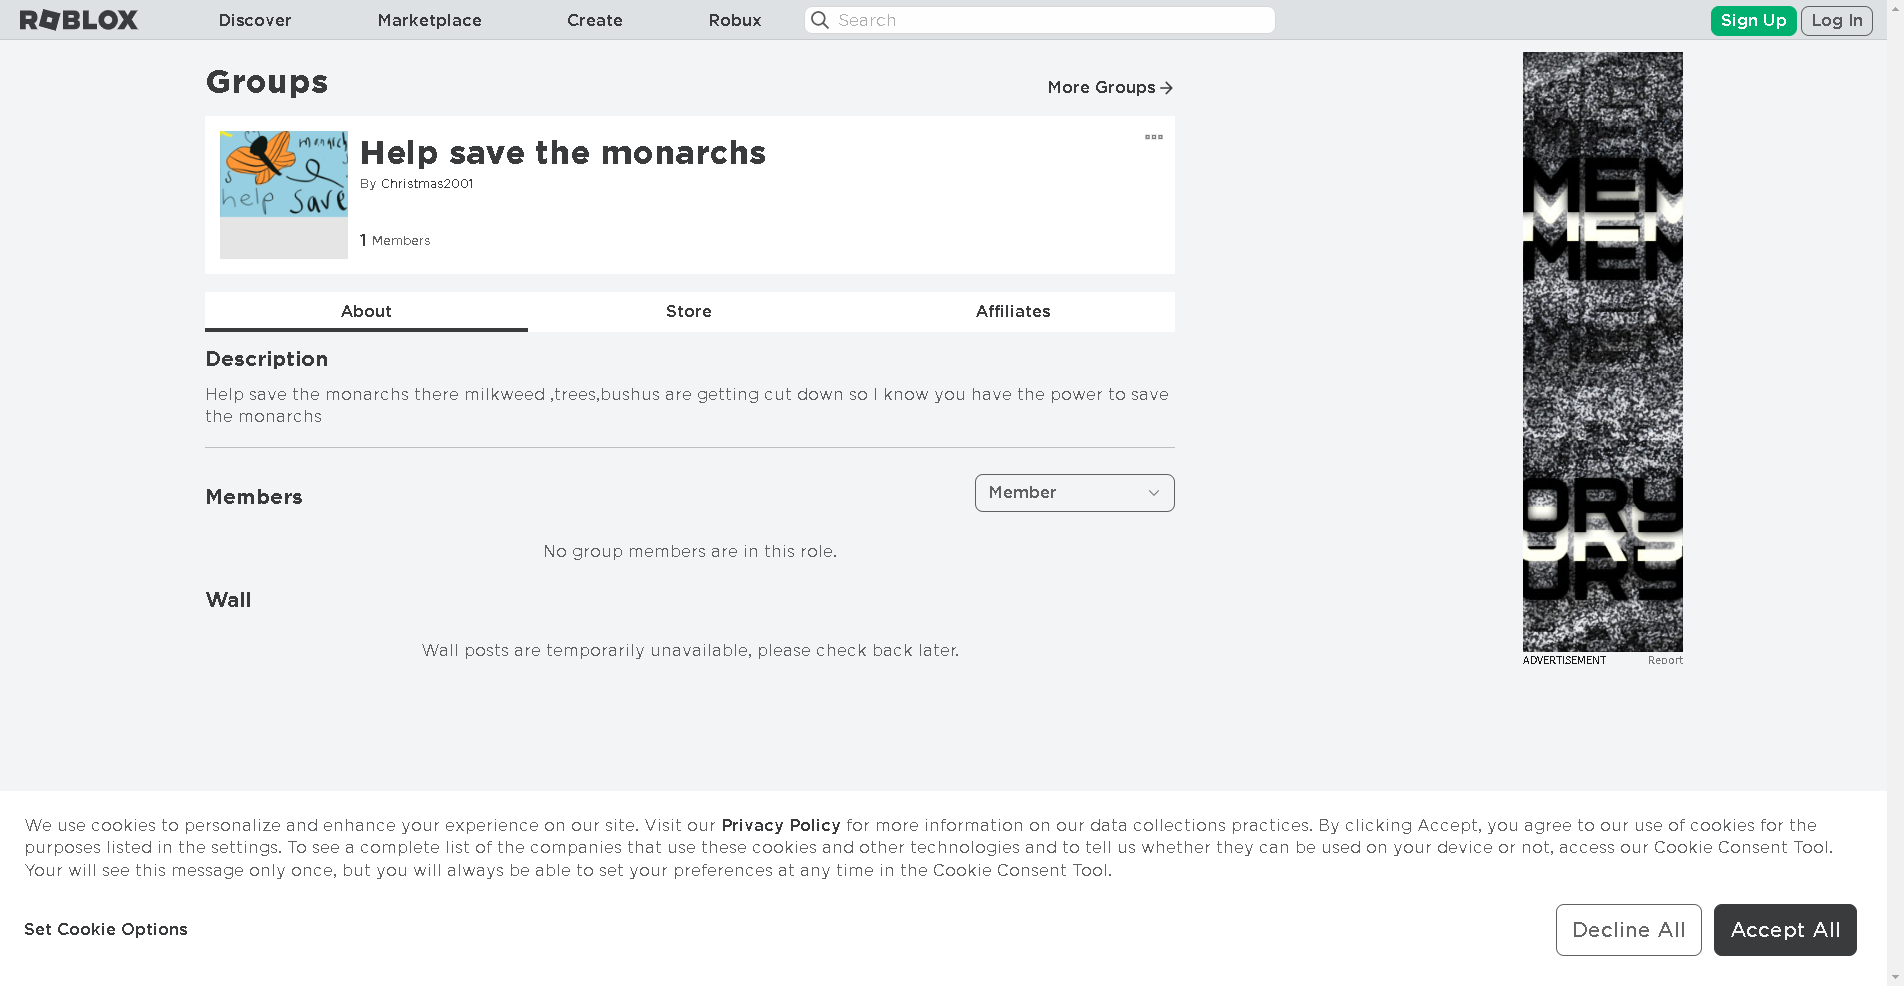 ROBLOX
Discover
Marketplace
Create
Robux
Search
Sign Up
Log In
Groups
More Groups
monarch
s
help save
Help save the monarchs
By Christmas2001
1 Members
About
Store
Affiliates
Description
Help save the monarchs there milkweed ,trees,bushus are getting cut down so I know you have the power to save
the monarchs
Members
Member
No group members are in this role.
Wall
Wall posts are temporarily unavailable, please check back later.
MEM
MEM
MEM
ORY
ORY
ORY
ADVERTISEMENT
Report
We use cookies to personalize and enhance your experience on our site. Visit our Privacy Policy for more information on our data collections practices. By clicking Accept, you agree to our use of cookies for the
purposes listed in the settings. To see a complete list of the companies that use these cookies and other technologies and to tell us whether they can be used on your device or not, access our Cookie Consent Tool.
Your will see this message only once, but you will always be able to set your preferences at any time in the Cookie Consent Tool.
Set Cookie Options
Decline All
Accept All